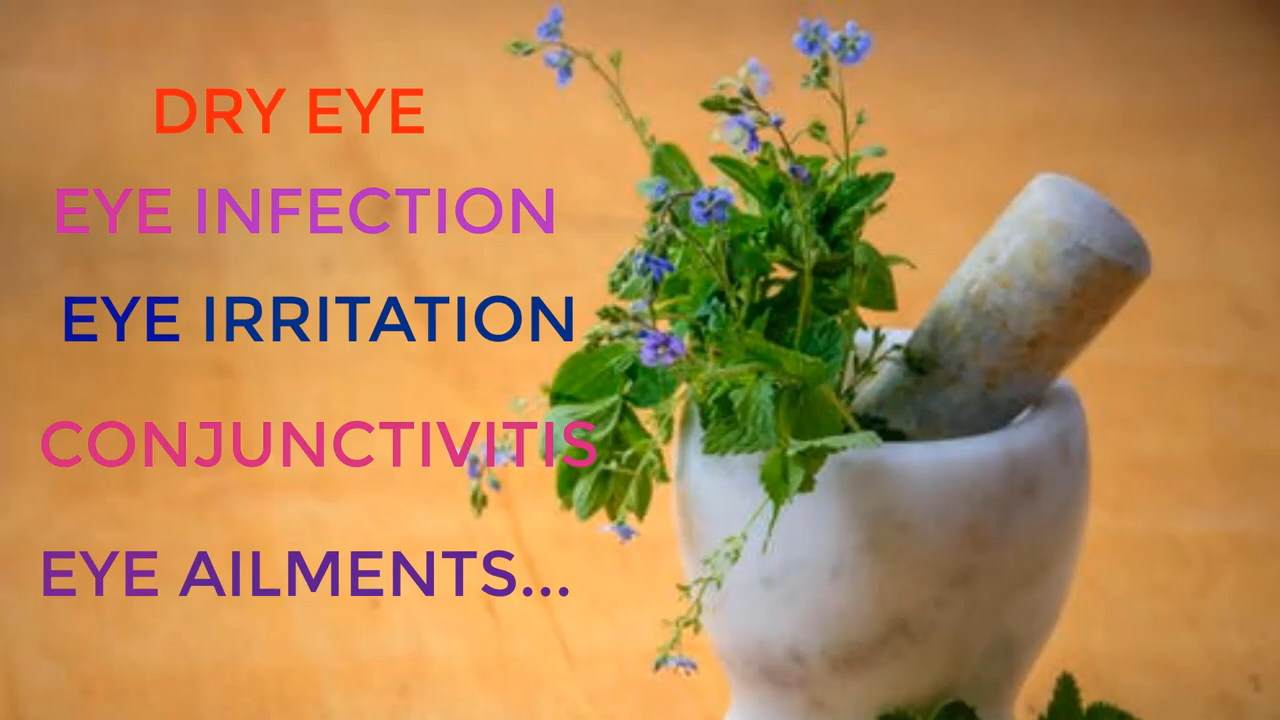 DRY EYE
EYE INFECTION
EYE IRRITATION
CONJUNCTIVITIS
EYE AILMENTS...